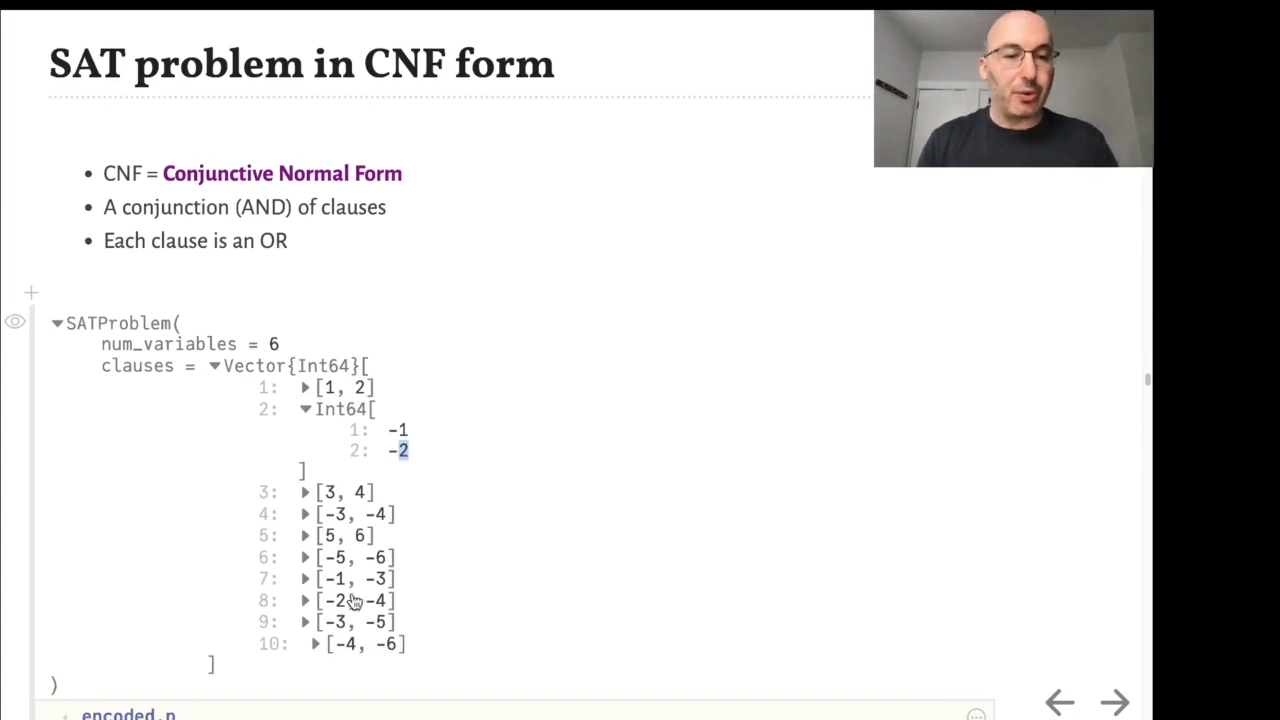 SAT problem in CNF form
• CNF = Conjunctive Normal Form
• A conjunction (AND) of clauses
• Each clause is an OR
SATProblem(
num_variables = 6
clauses = Vector{Int64}[
1: [1, 2]
2: Int64[
1: -1
2: -2
]
3: [3, 4]
4: [-3, -4]
5: [5, 6]
6: [-5, -6]
7: [-1, -3]
8: [-2, -4]
9: [-3, -5]
10: [-4, -6]
]
)
encoded.p